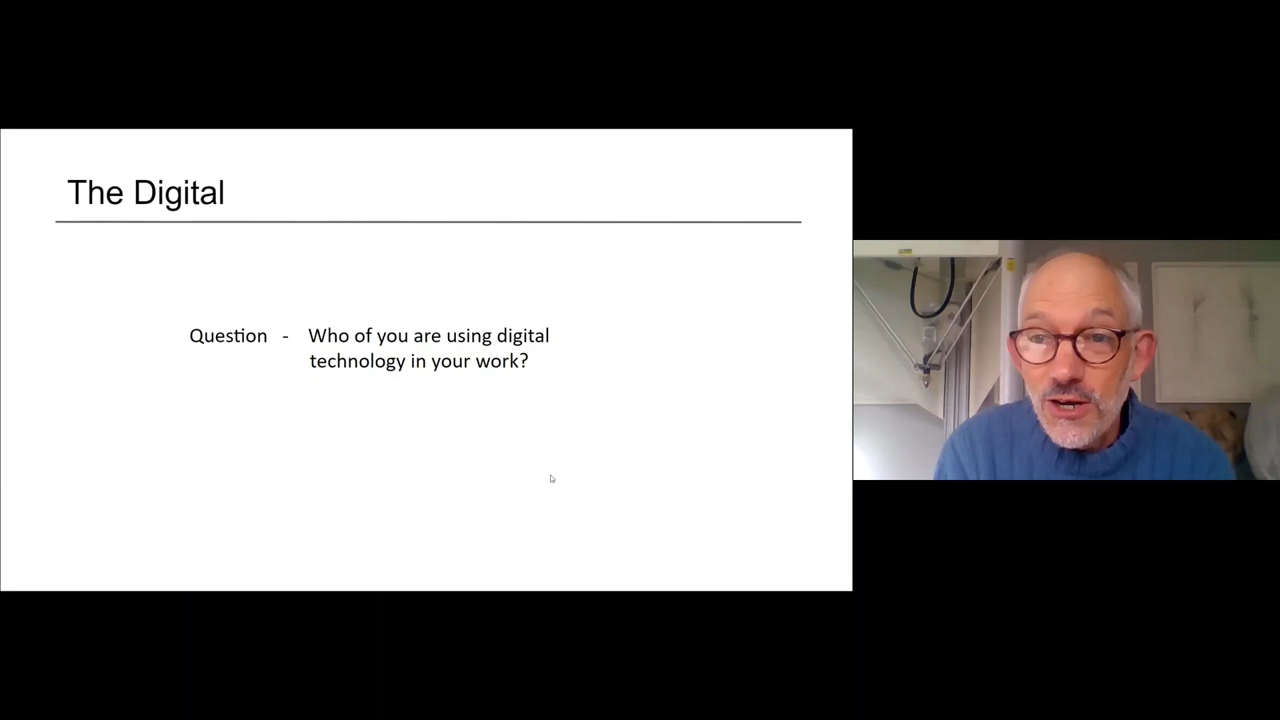 The Digital
Question - Who of you are using digital
technology in your work?